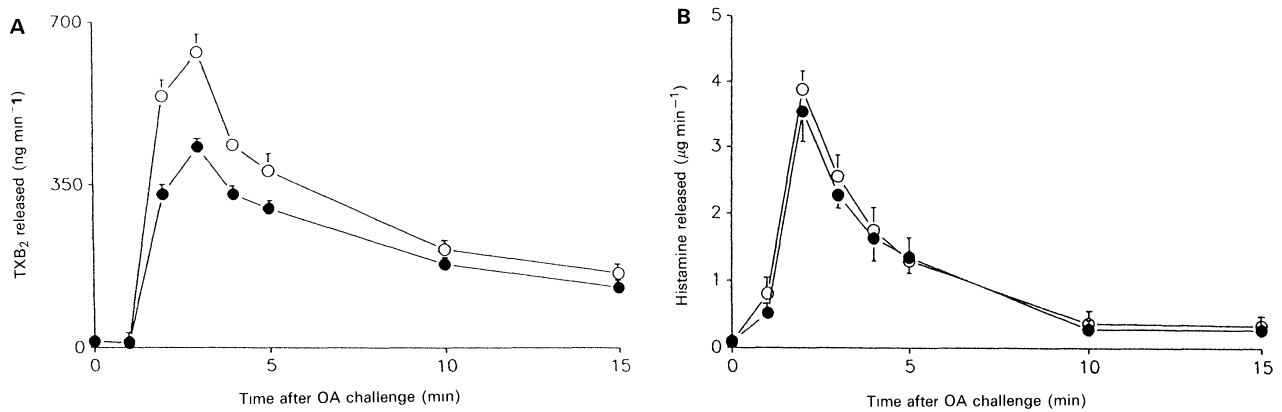 A
700
350
0
TXB₂ released (ng min⁻¹)
0 5 10 15
Time after OA challenge (min)
B
5
4
3
2
1
0
Histamine released (µg min⁻¹)
0 5 10 15
Time after OA challenge (min)